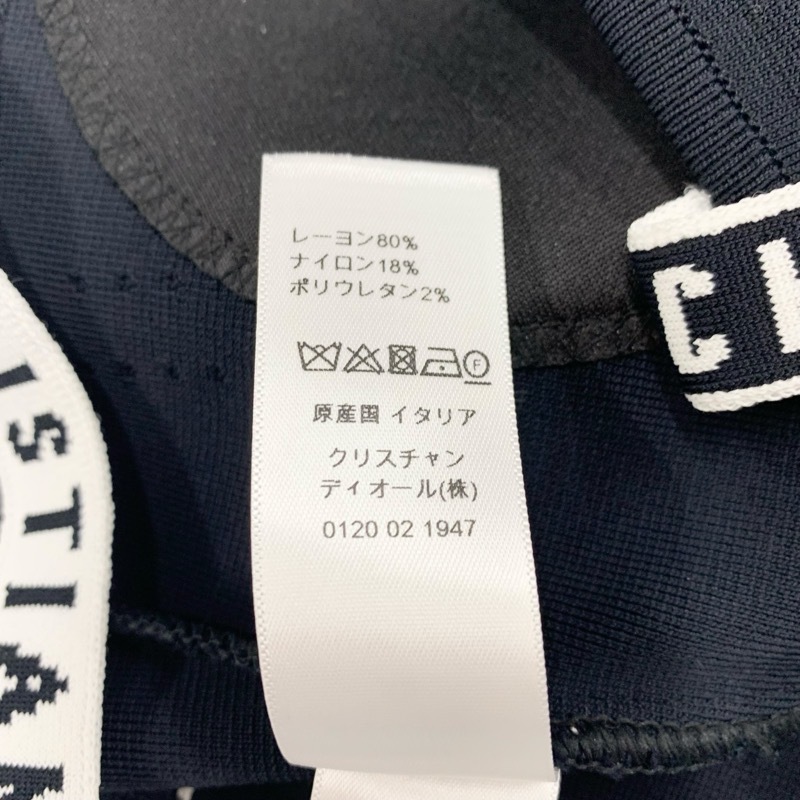 レーヨン80%
ナイロン18%
ポリウレタン2%
F
原産国 イタリア
クリスチャン
ディオール(株)
0120 02 1947
ISTIAN
CH